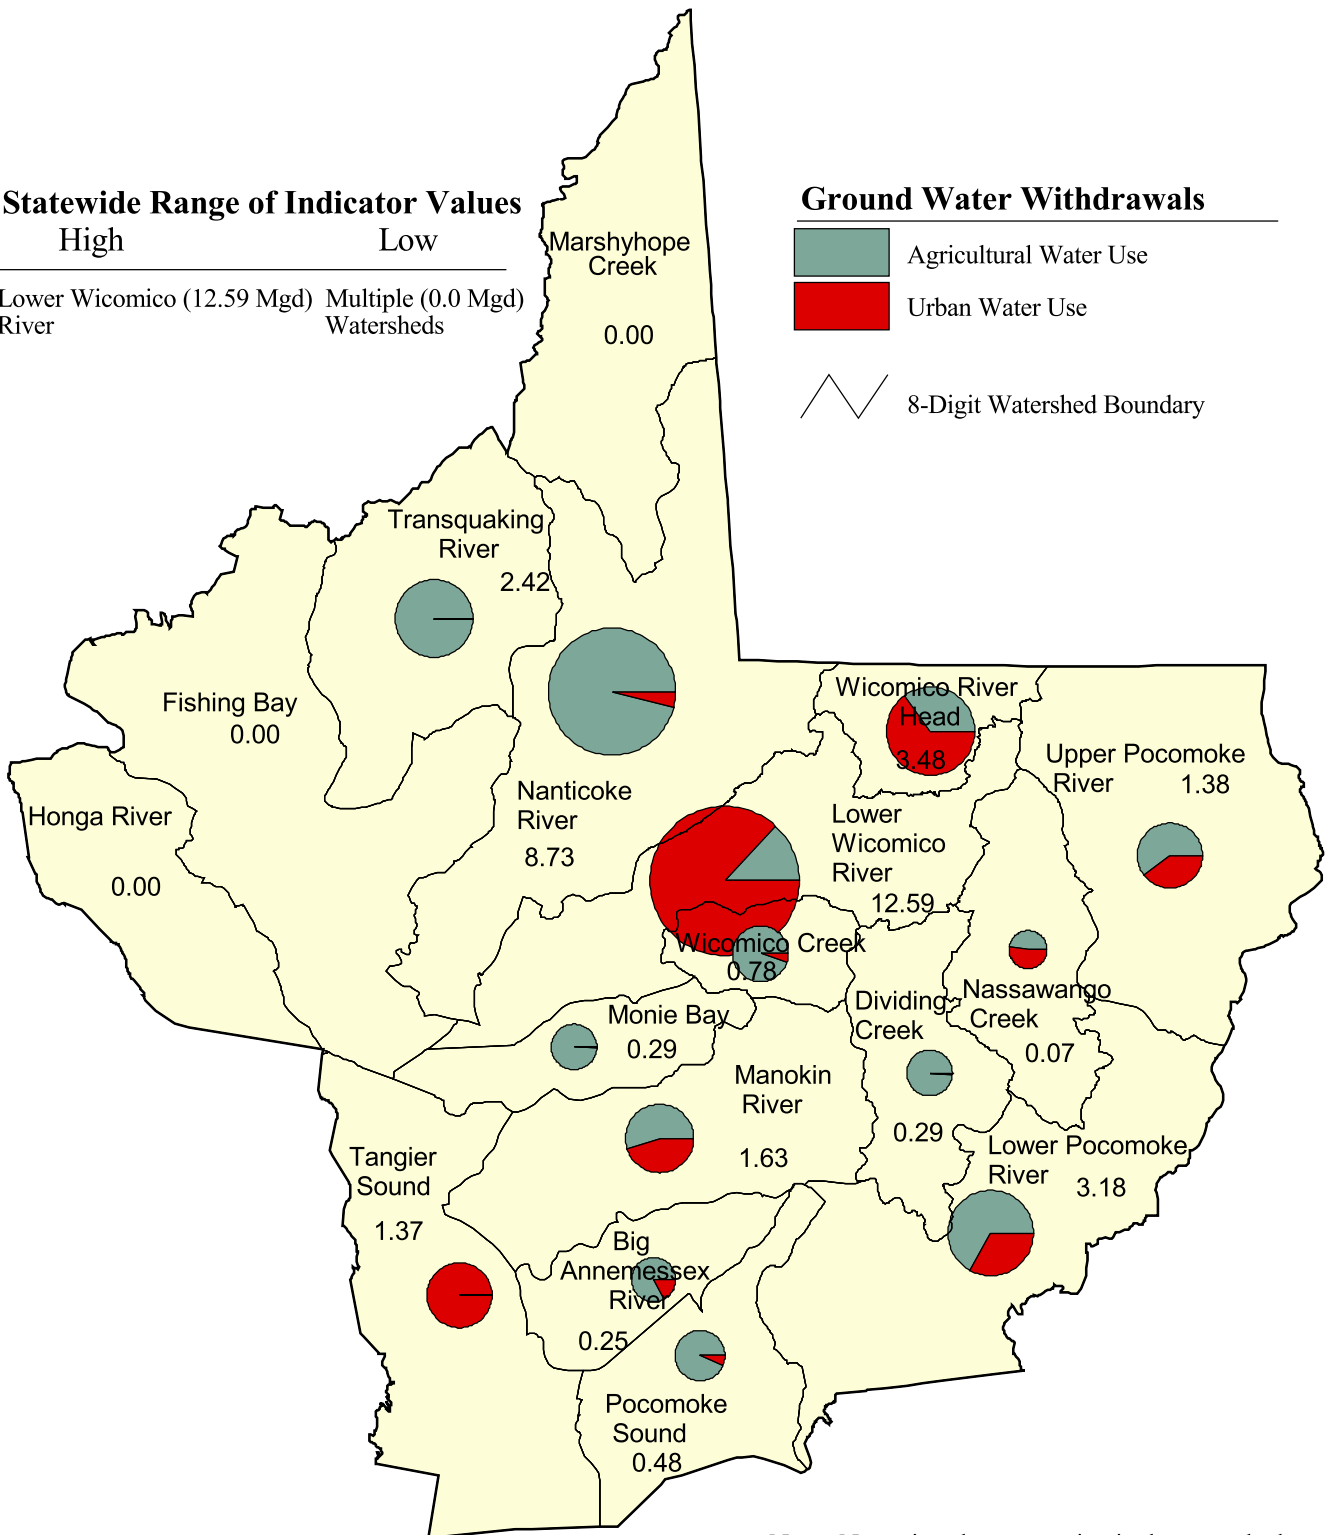 Statewide Range of Indicator Values
High Low
Lower Wicomico (12.59 Mgd) Multiple (0.0 Mgd)
River Watersheds
Ground Water Withdrawals
Agricultural Water Use
Urban Water Use
8-Digit Watershed Boundary
Marshyhope
Creek
0.00
Transquaking
River
2.42
Fishing Bay
0.00
Honga River
0.00
Nanticoke
River
8.73
Wicomico River
Head
3.48
Upper Pocomoke
River 1.38
Lower
Wicomico
River
12.59
Wicomico Creek
0.78
Dividing
Creek
0.29
Nassawango
Creek
0.07
Monie Bay
0.29
Manokin
River
1.63
Lower Pocomoke
River 3.18
Tangier
Sound
1.37
Big
Annemessex
River
0.25
Pocomoke
Sound
0.48